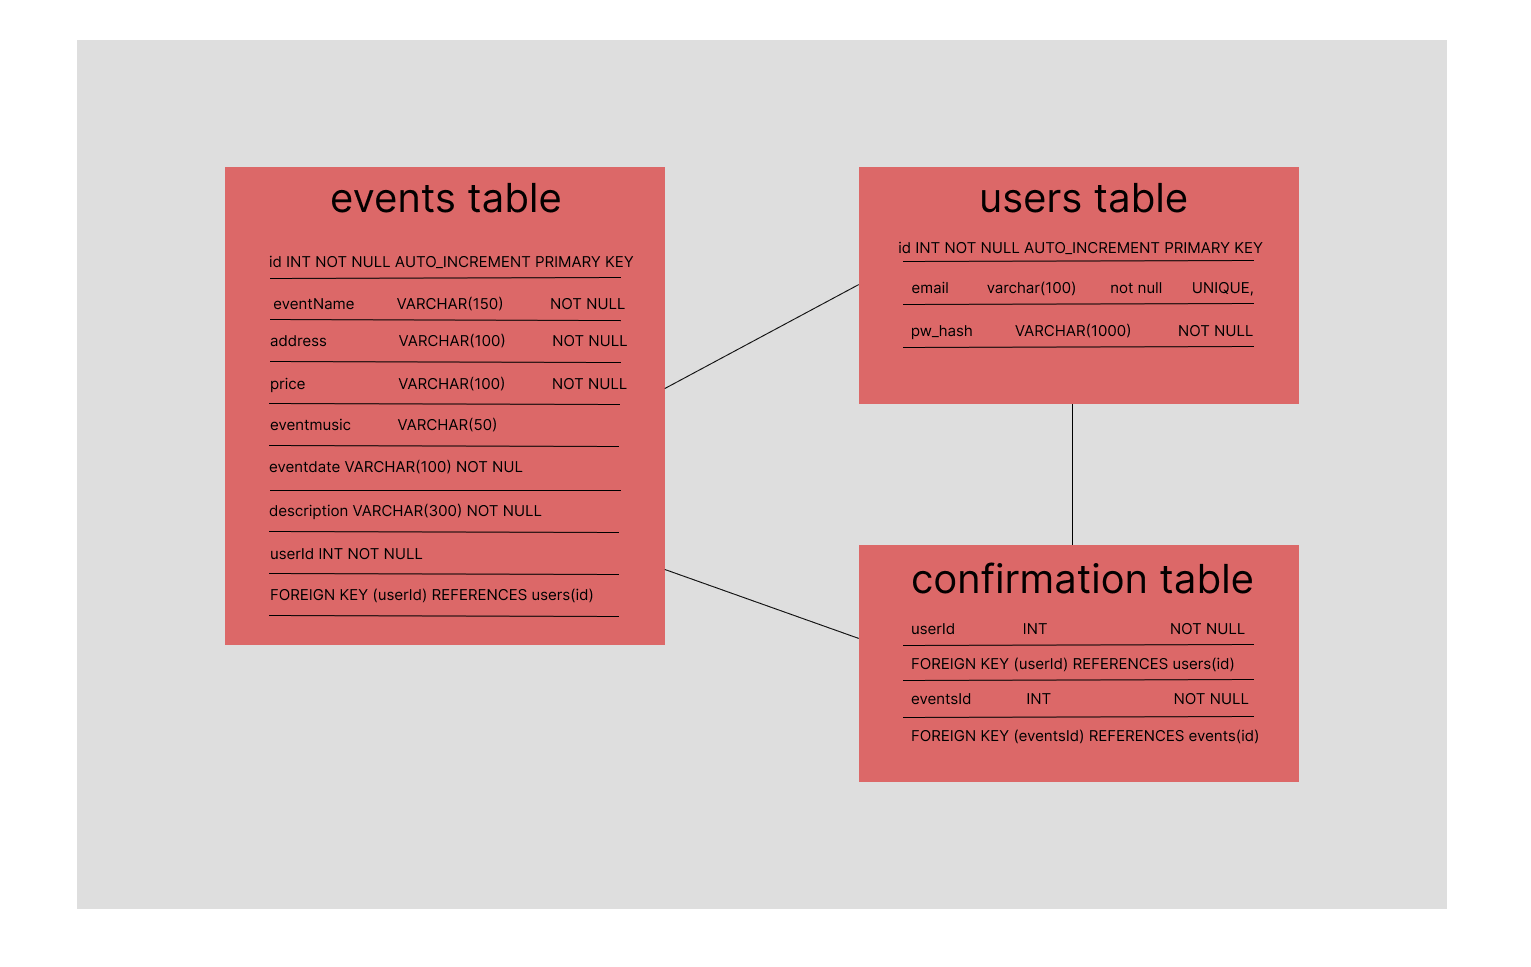 events table
id INT NOT NULL AUTO_INCREMENT PRIMARY KEY
eventName VARCHAR(150) NOT NULL
address VARCHAR(100) NOT NULL
price VARCHAR(100) NOT NULL
eventmusic VARCHAR(50)
eventdate VARCHAR(100) NOT NUL
description VARCHAR(300) NOT NULL
userId INT NOT NULL
FOREIGN KEY (userId) REFERENCES users(id)
users table
id INT NOT NULL AUTO_INCREMENT PRIMARY KEY
email varchar(100) not null UNIQUE,
pw_hash VARCHAR(1000) NOT NULL
confirmation table
userId INT NOT NULL
FOREIGN KEY (userId) REFERENCES users(id)
eventsId INT NOT NULL
FOREIGN KEY (eventsId) REFERENCES events(id)